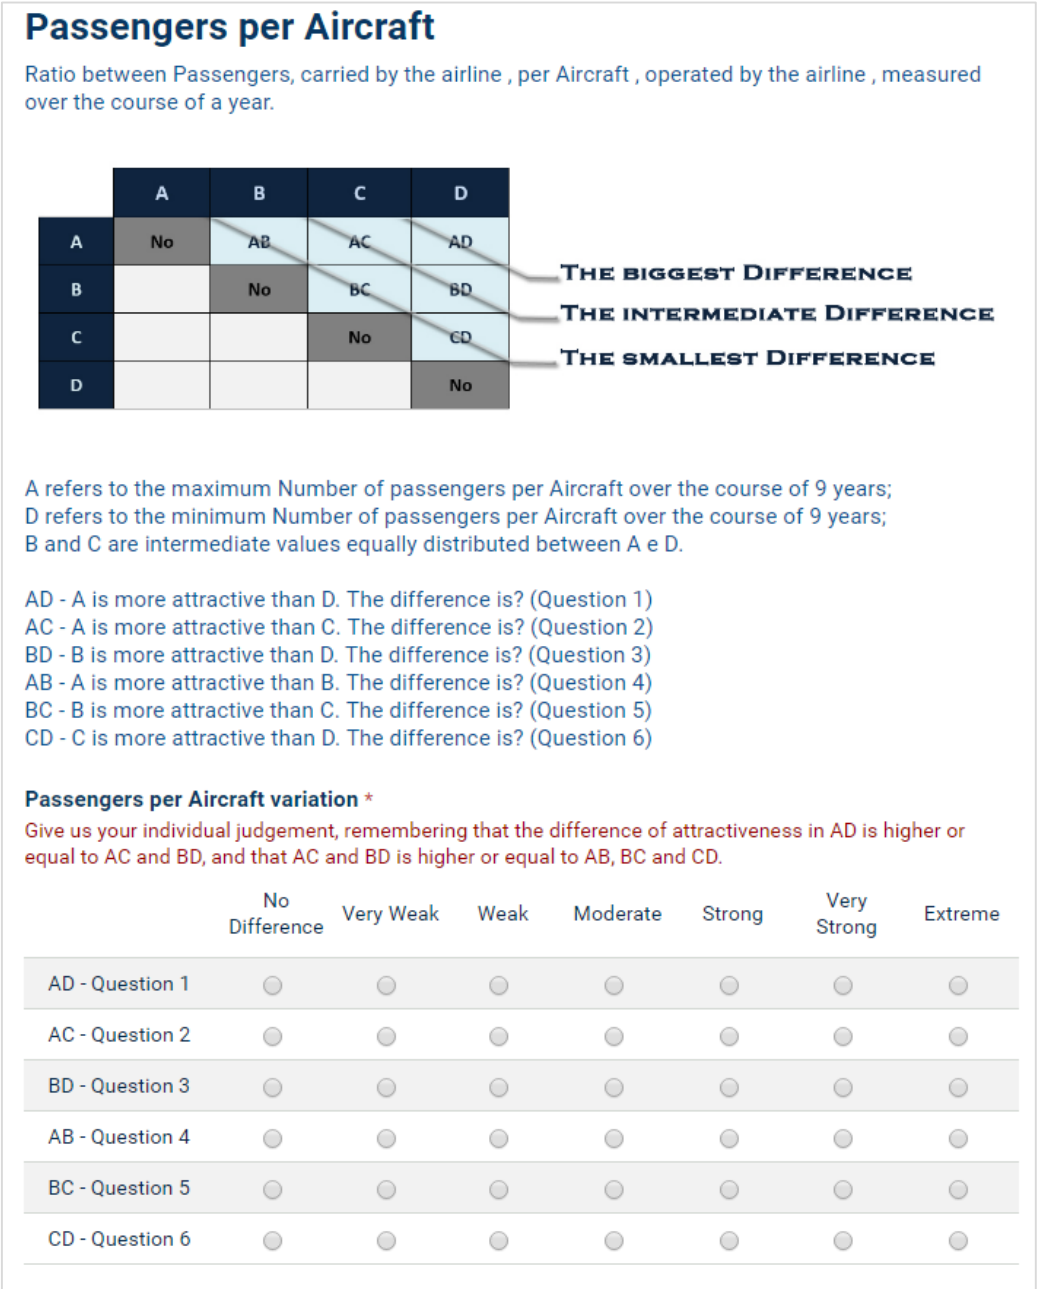 Passengers per Aircraft
Ratio between Passengers, carried by the airline , per Aircraft , operated by the airline , measured
over the course of a year.
A B C D
A No AB AC AD
THE BIGGEST DIFFERENCE
B No BC BD
THE INTERMEDIATE DIFFERENCE
C No CD
THE SMALLEST DIFFERENCE
D No
A refers to the maximum Number of passengers per Aircraft over the course of 9 years;
D refers to the minimum Number of passengers per Aircraft over the course of 9 years;
B and C are intermediate values equally distributed between A e D.
AD - A is more attractive than D. The difference is? (Question 1)
AC - A is more attractive than C. The difference is? (Question 2)
BD - B is more attractive than D. The difference is? (Question 3)
AB - A is more attractive than B. The difference is? (Question 4)
BC - B is more attractive than C. The difference is? (Question 5)
CD - C is more attractive than D. The difference is? (Question 6)
Passengers per Aircraft variation *
Give us your individual judgement, remembering that the difference of attractiveness in AD is higher or
equal to AC and BD, and that AC and BD is higher or equal to AB, BC and CD.
No Difference Very Weak Weak Moderate Strong Very Strong Extreme
AD - Question 1
AC - Question 2
BD - Question 3
AB - Question 4
BC - Question 5
CD - Question 6